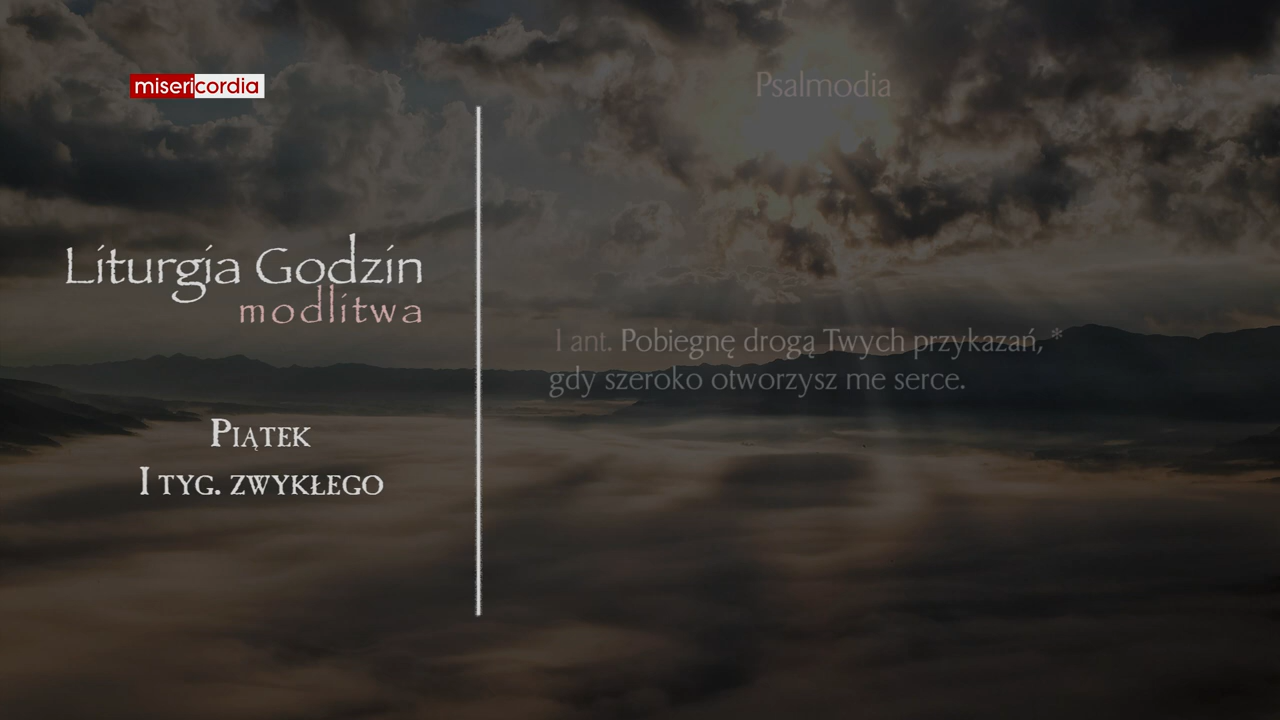 misericordia
Liturgia Godzin
modlitwa
Piątek
I tyg. zwykłego
Psalmodia
I ant. Pobiegnę drogą Twych przykazań,*
gdy szeroko otworzysz me serce.